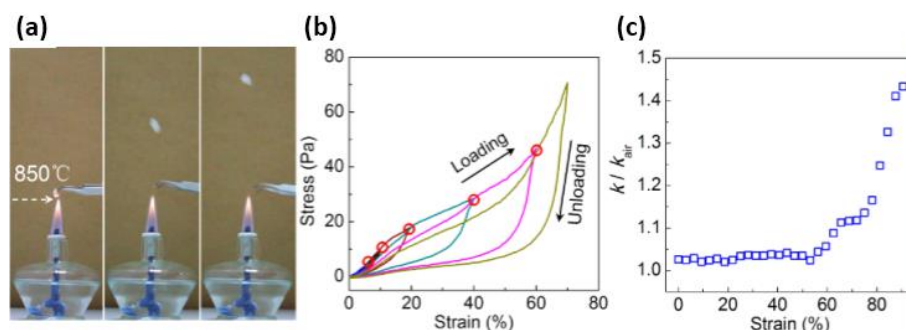 (a)
850℃
(b)
Stress (Pa)
80
60
40
20
0
0 20 40 60 80
Strain (%)
Loading
Unloading
(c)
k / k air
1.5
1.4
1.3
1.2
1.1
1.0
0 20 40 60 80
Strain (%)